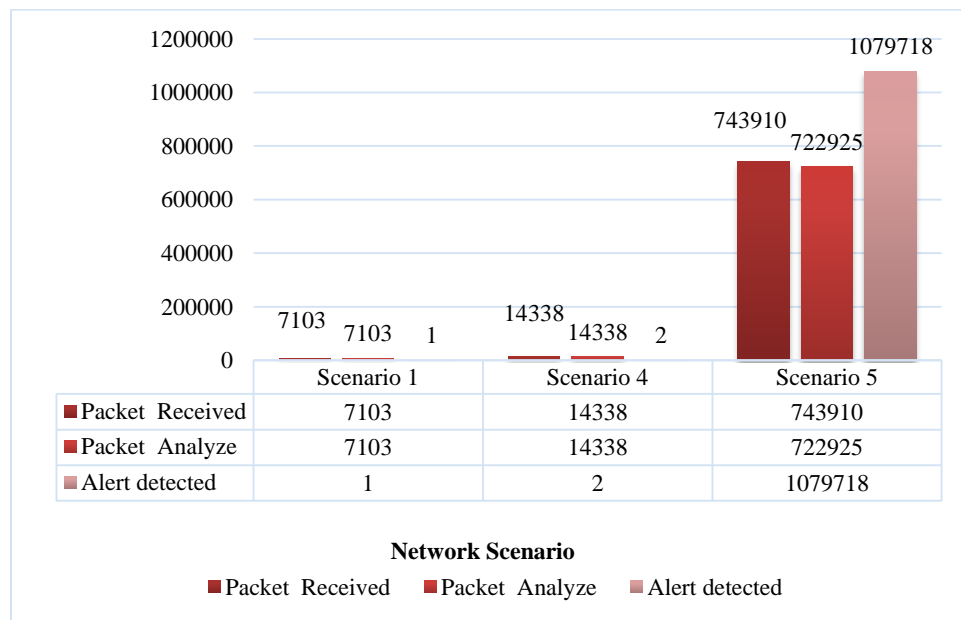 1200000
1000000
800000
600000
400000
200000
0
7103
7103
1
14338
14338
2
743910
722925
1079718
Scenario 1 Scenario 4 Scenario 5
Packet Received 7103 14338 743910
Packet Analyze 7103 14338 722925
Alert detected 1 2 1079718
Network Scenario
Packet Received Packet Analyze Alert detected